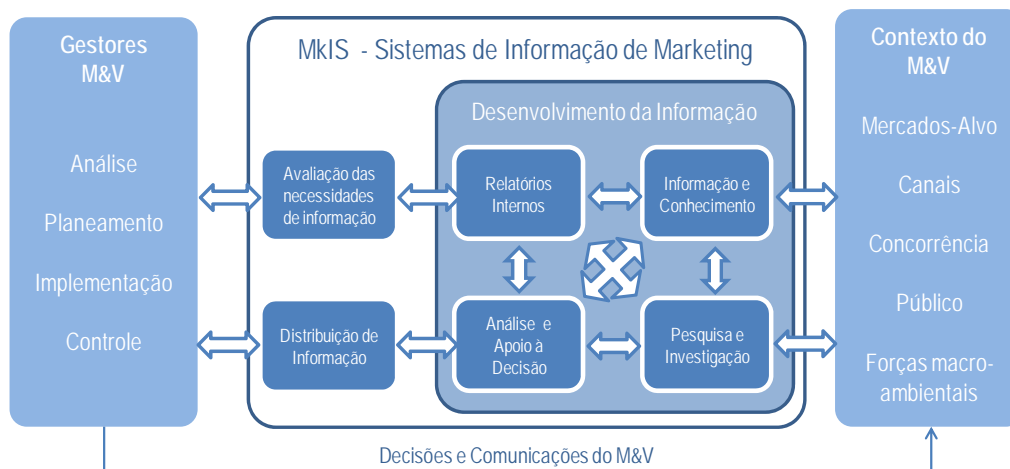 Gestores
M&V
Análise
Planeamento
Implementação
Controle
MkIS - Sistemas de Informação de Marketing
Desenvolvimento da Informação
Avaliação das
necessidades
de informação
Relatórios
Internos
Informação e
Conhecimento
Distribuição de
Informação
Análise e
Apoio à
Decisão
Pesquisa e
Investigação
Contexto do
M&V
Mercados-Alvo
Canais
Concorrência
Público
Forças macro-
ambientais
Decisões e Comunicações do M&V